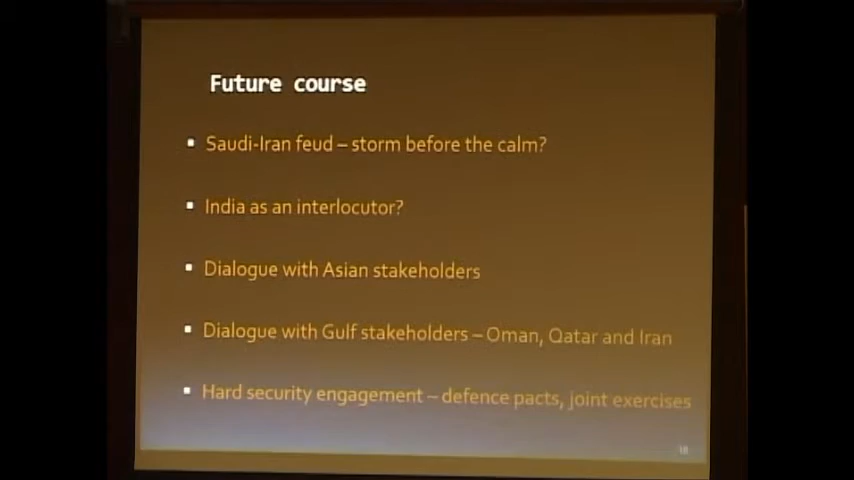 Future course
▪ Saudi-Iran feud – storm before the calm?
▪ India as an interlocutor?
▪ Dialogue with Asian stakeholders
▪ Dialogue with Gulf stakeholders – Oman, Qatar and Iran
▪ Hard security engagement – defence pacts, joint exercises
18